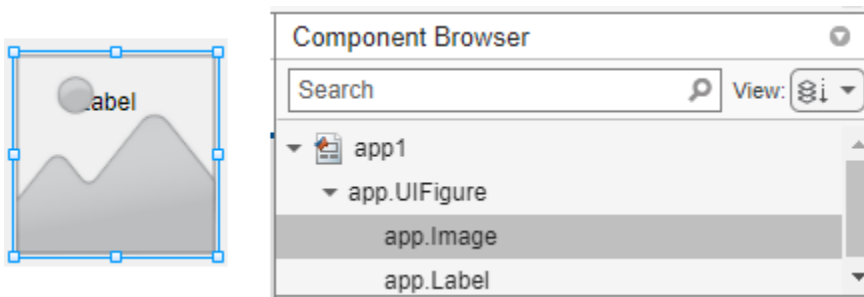 Label
Component Browser
Search
View:
app1
app.UIFigure
app.Image
app.Label